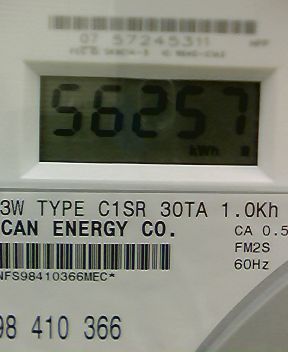 07 57245311
56257
kWh
3W TYPE C1SR 30TA 1.0Kh
CAN ENERGY CO.
CA 0.5
FM2S
60Hz
NFS98410366MEC*
98 410 366